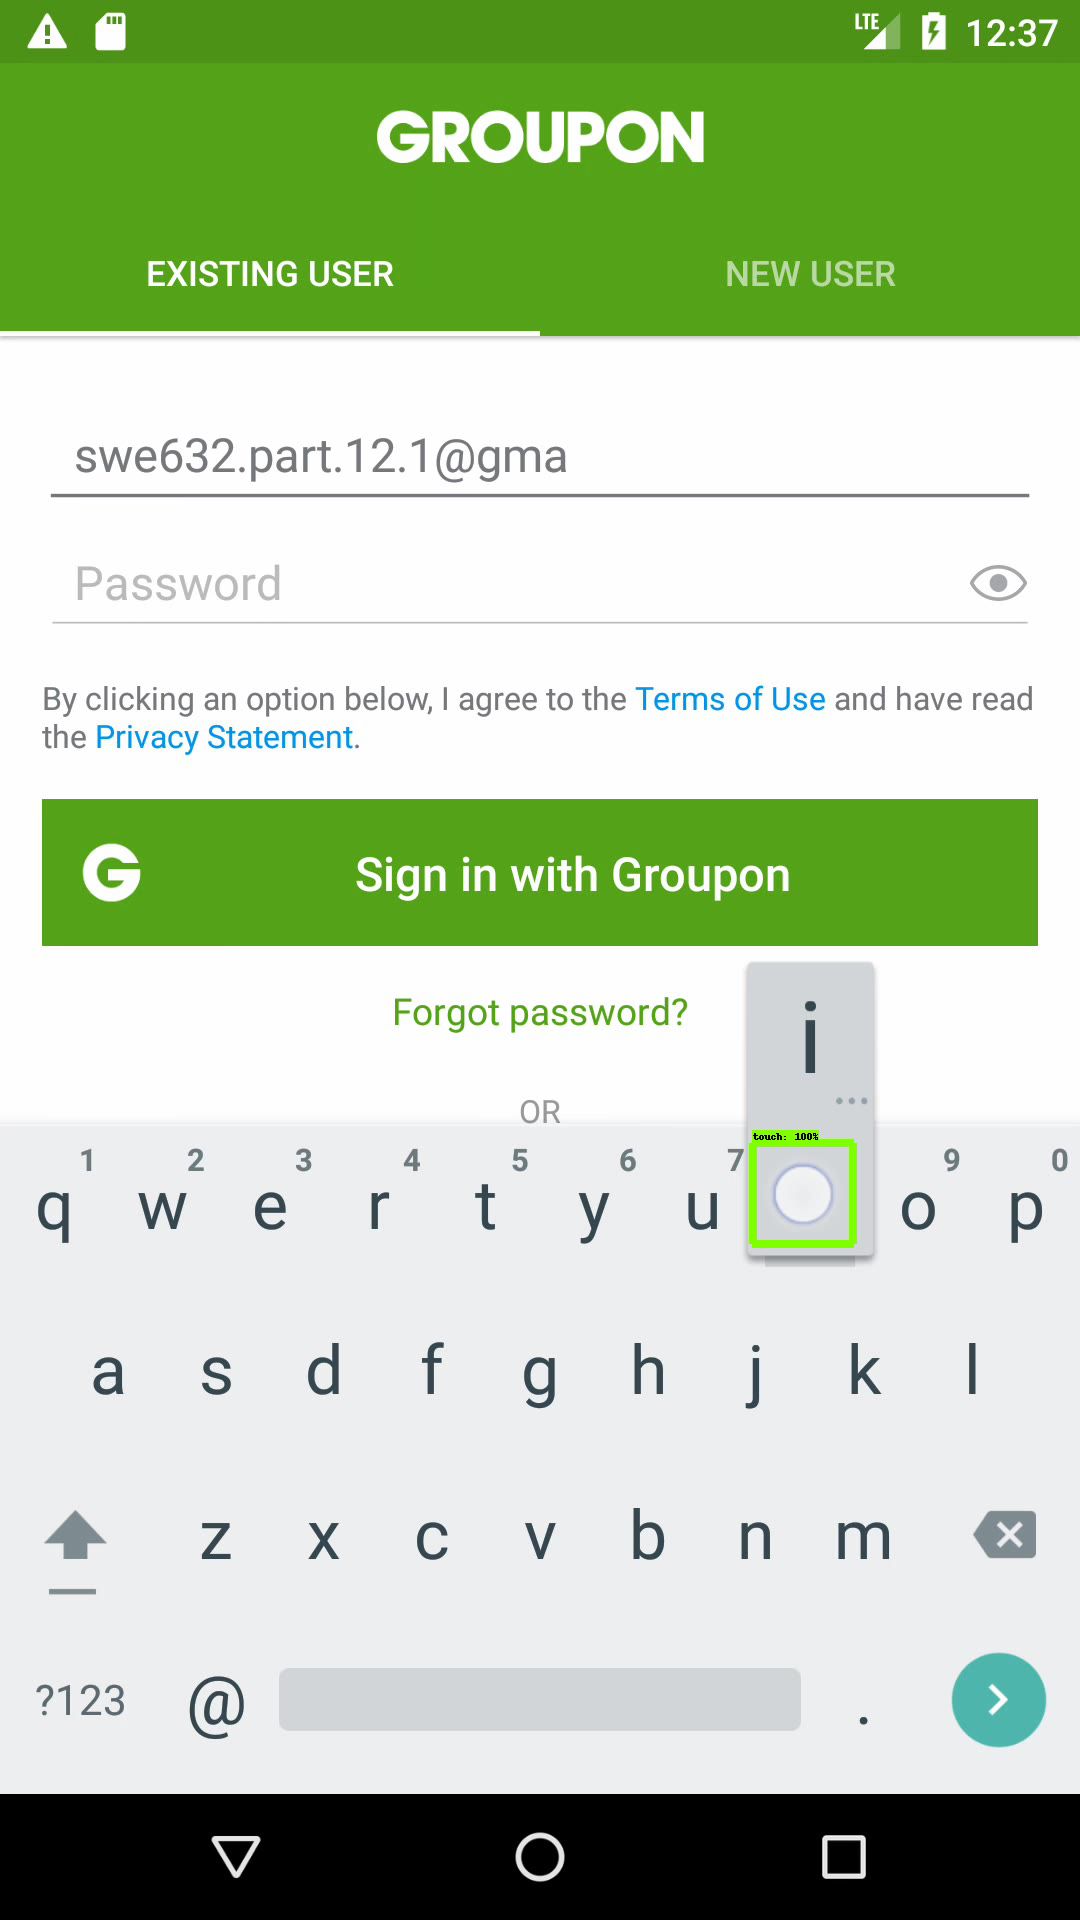 LTE 12:37
GROUPON
EXISTING USER NEW USER
swe632.part.12.1@gma
Password
By clicking an option below, I agree to the Terms of Use and have read
the Privacy Statement.
G Sign in with Groupon
Forgot password?
i
OR
touch: 100%
1 2 3 4 5 6 7 9 0
q w e r t y u o p
a s d f g h j k l
z x c v b n m
?123 @ .